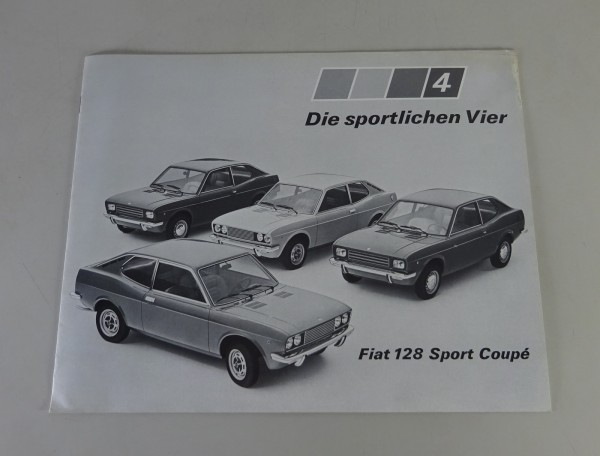 4
Die sportlichen Vier
Fiat 128 Sport Coupé